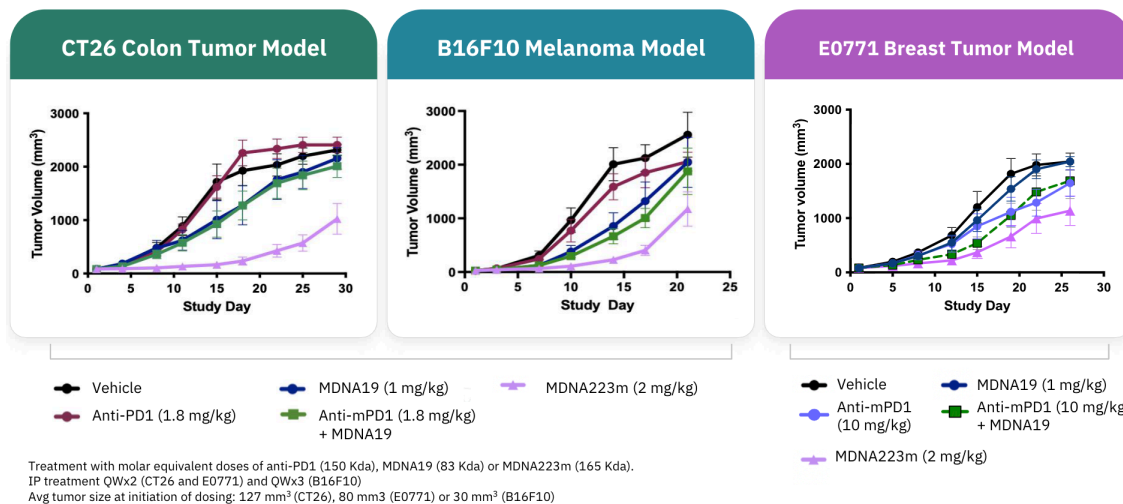 CT26 Colon Tumor Model
B16F10 Melanoma Model
E0771 Breast Tumor Model
Tumor Volume (mm³)
3000
2000
1000
0
0 5 10 15 20 25 30
Study Day
Tumor Volume (mm³)
3000
2000
1000
0
0 5 10 15 20 25
Study Day
Tumor volume (mm³)
3000
2000
1000
0
0 5 10 15 20 25 30
Study Day
Vehicle
MDNA19 (1 mg/kg)
MDNA223m (2 mg/kg)
Anti-PD1 (1.8 mg/kg)
Anti-mPD1 (1.8 mg/kg)
+ MDNA19
Vehicle
MDNA19 (1 mg/kg)
Anti-mPD1
(10 mg/kg)
Anti-mPD1 (10 mg/kg
+ MDNA19
MDNA223m (2 mg/kg)
Treatment with molar equivalent doses of anti-PD1 (150 Kda), MDNA19 (83 Kda) or MDNA223m (165 Kda).
IP treatment QWx2 (CT26 and E0771) and QWx3 (B16F10)
Avg tumor size at initiation of dosing: 127 mm³ (CT26), 80 mm3 (E0771) or 30 mm³ (B16F10)